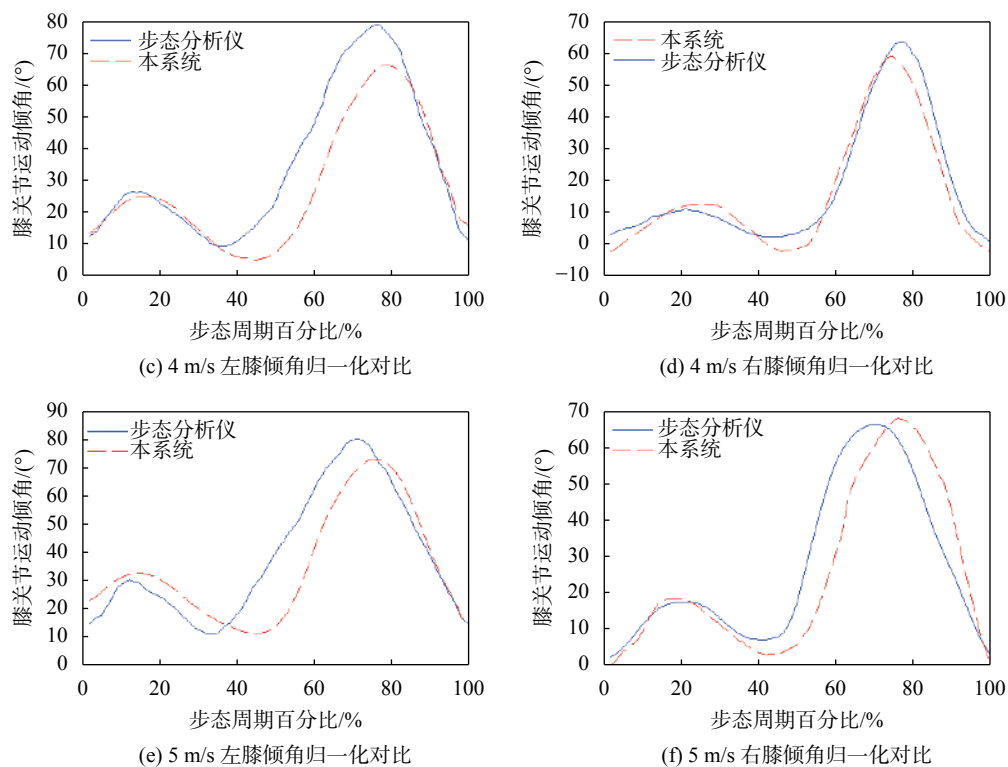 80
70
60
50
40
30
20
10
0
膝关节运动倾角/(°)
步态分析仪
本系统
0 20 40 60 80 100
步态周期百分比/%
(c) 4 m/s 左膝倾角归一化对比
70
60
50
40
30
20
10
0
−10
膝关节运动倾角/(°)
本系统
步态分析仪
0 20 40 60 80 100
步态周期百分比/%
(d) 4 m/s 右膝倾角归一化对比
90
80
70
60
50
40
30
20
10
0
膝关节运动倾角/(°)
步态分析仪
本系统
0 20 40 60 80 100
步态周期百分比/%
(e) 5 m/s 左膝倾角归一化对比
70
60
50
40
30
20
10
0
膝关节运动倾角/(°)
步态分析仪
本系统
0 20 40 60 80 100
步态周期百分比/%
(f) 5 m/s 右膝倾角归一化对比